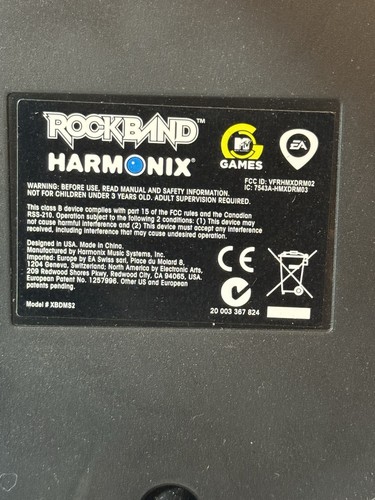 ROCKBAND™
HARMONIX®
G
MTV
GAMES
EA
FCC ID: VFRHMXDRM02
IC: 7543A-HMXDRM03
WARNING: BEFORE USE, READ MANUAL AND SAFETY INFORMATION.
NOT FOR CHILDREN UNDER 3 YEARS OLD. ADULT SUPERVISION REQUIRED.
This class B device complies with part 15 of the FCC rules and the Canadian
RSS-210. Operation subject to the following 2 conditions: (1) This device may
not cause harmful interference and (2) This device must accept any interference
received, including interference that may cause undesired operation.
Designed in USA. Made in China.
Manufactured by Harmonix Music Systems, Inc.
Imported: Europe by EA Swiss sarl, Place du Molard 8,
1204 Geneva, Switzerland; North America by Electronic Arts.
209 Redwood Shores Pkwy, Redwood City, CA 94065, USA.
European Patent No. 1257996. Other US and European
patents pending.
CE
N
20 003 367 824
Model # XBDMS2